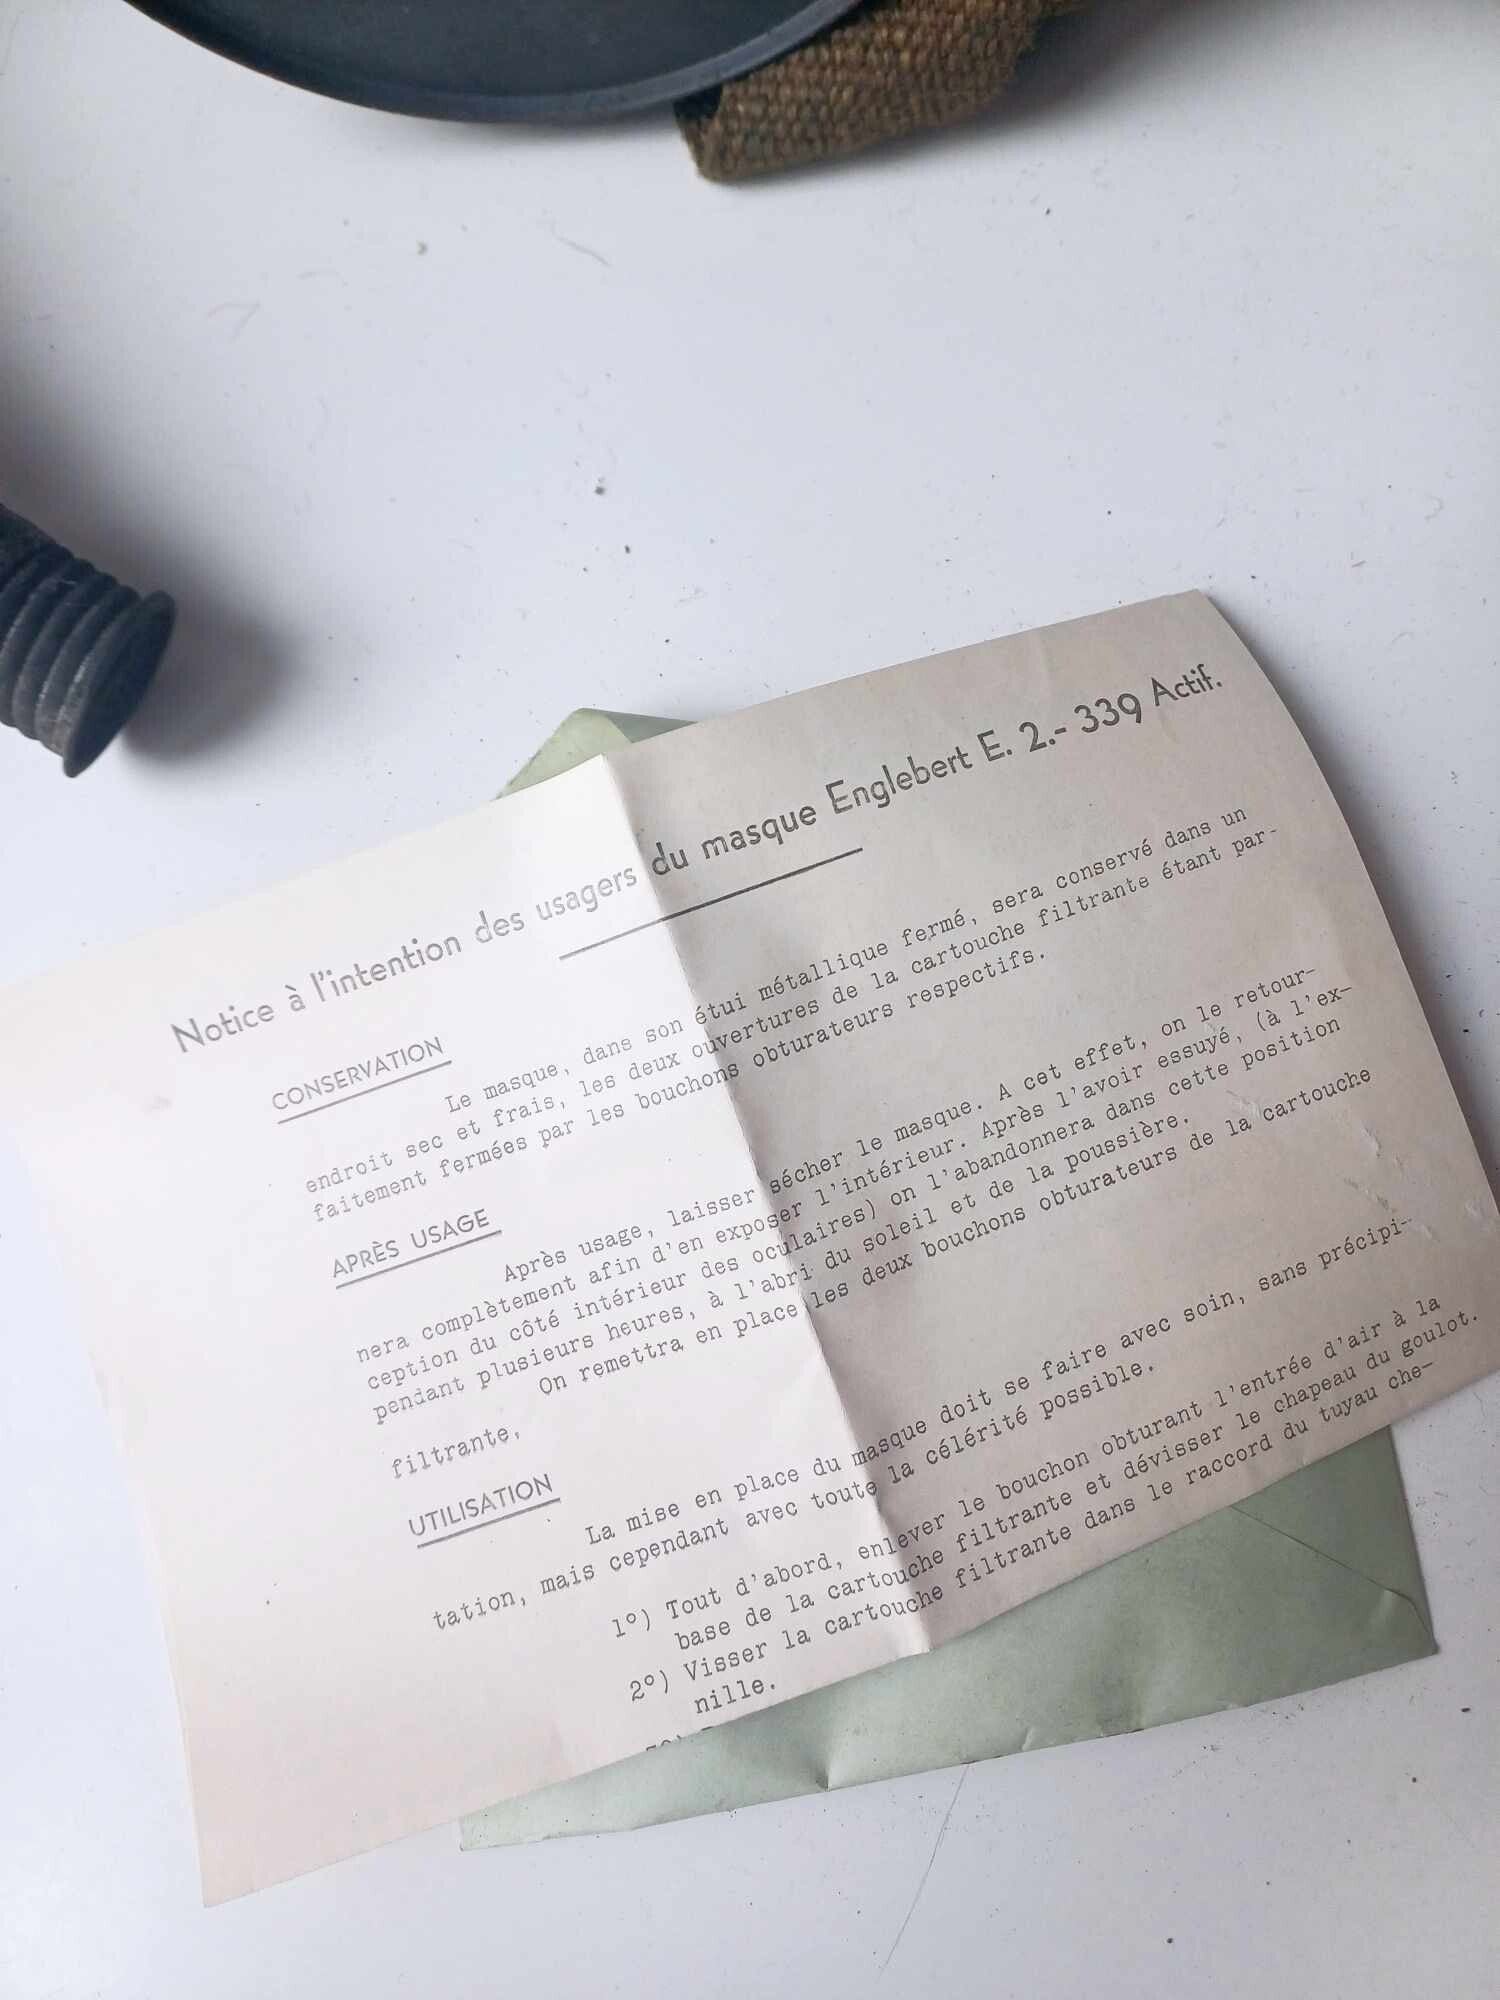 Notice à l'intention des usagers du masque Englebert E. 2.- 339 Actif.
CONSERVATION
Le masque, dans son étui métallique fermé, sera conservé dans un
endroit sec et frais, les deux ouvertures de la cartouche filtrante étant par-
faitement fermées par les bouchons obturateurs respectifs.
APRÈS USAGE
Après usage, laisser sécher le masque. A cet effet, on le retour-
nera complètement afin d'en exposer l'intérieur. Après l'avoir essuyé, (à l'ex-
ception du côté intérieur des oculaires) on l'abandonnera dans cette position
pendant plusieurs heures, à l'abri du soleil et de la poussière.
On remettra en place les deux bouchons obturateurs de la cartouche
filtrante.
UTILISATION
La mise en place du masque doit se faire avec soin, sans précipi-
tation, mais cependant avec toute la célérité possible.
1°) Tout d'abord, enlever le bouchon obturant l'entrée d'air à la
base de la cartouche filtrante et dévisser le chapeau du goulot.
2°) Visser la cartouche filtrante dans le raccord du tuyau che-
nille.